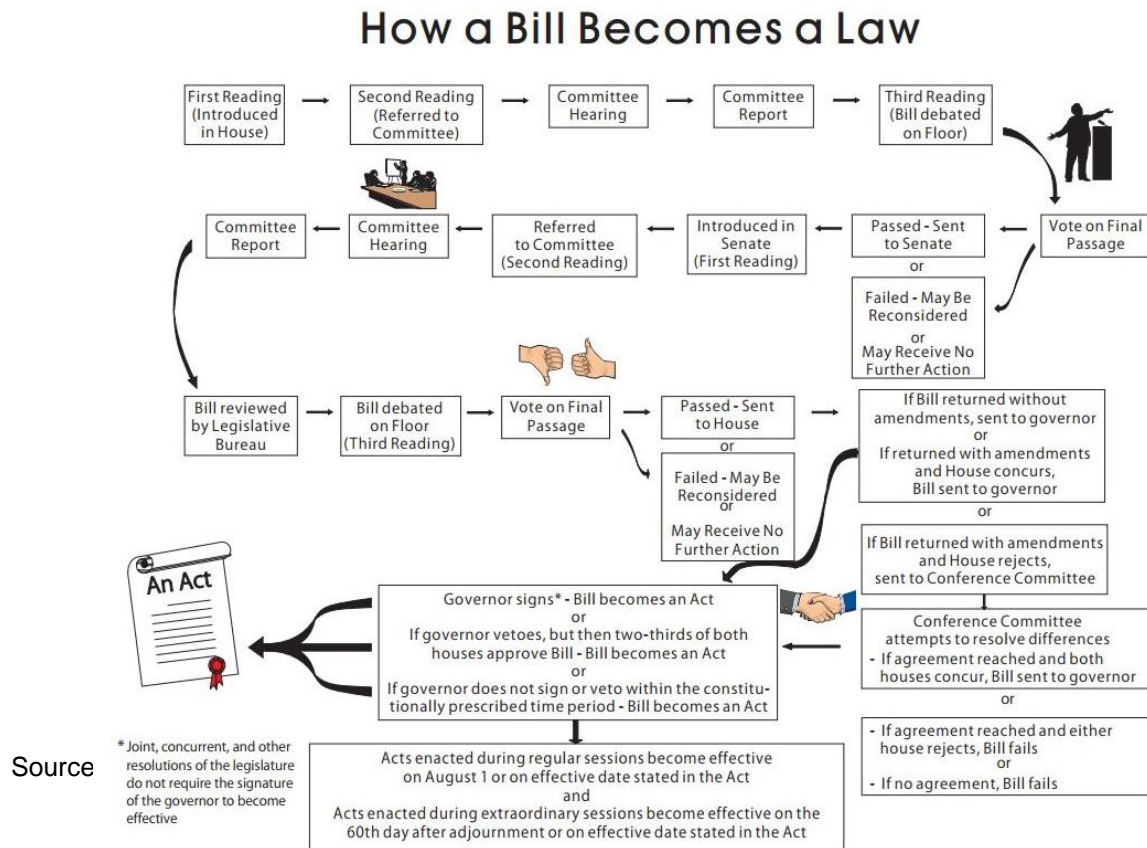 How a Bill Becomes a Law
First Reading
(Introduced
in House)
Second Reading
(Referred to
Committee)
Committee
Hearing
Committee
Report
Third Reading
(Bill debated
on Floor)
Vote on Final
Passage
Passed - Sent
to Senate
or
Failed - May Be
Reconsidered
or
May Receive No
Further Action
Introduced in
Senate
(First Reading)
Referred
to Committee
(Second Reading)
Committee
Hearing
Committee
Report
Bill reviewed
by Legislative
Bureau
Bill debated
on Floor
(Third Reading)
Vote on Final
Passage
Passed - Sent
to House
or
Failed - May Be
Reconsidered
or
May Receive No
Further Action
If Bill returned without
amendments, sent to governor
or
If returned with amendments
and House concurs,
Bill sent to governor
or
If Bill returned with amendments
and House rejects,
sent to Conference Committee
Conference Committee
attempts to resolve differences
- If agreement reached and both
houses concur, Bill sent to governor
or
- If agreement reached and either
house rejects, Bill fails
or
- If no agreement, Bill fails
Governor signs* - Bill becomes an Act
or
If governor vetoes, but then two-thirds of both
houses approve Bill - Bill becomes an Act
or
If governor does not sign or veto within the constitu-
tionally prescribed time period - Bill becomes an Act
An Act
Acts enacted during regular sessions become effective
on August 1 or on effective date stated in the Act
and
Acts enacted during extraordinary sessions become effective on the
60th day after adjournment or on effective date stated in the Act
* Joint, concurrent, and other
resolutions of the legislature
do not require the signature
of the governor to become
effective
Source